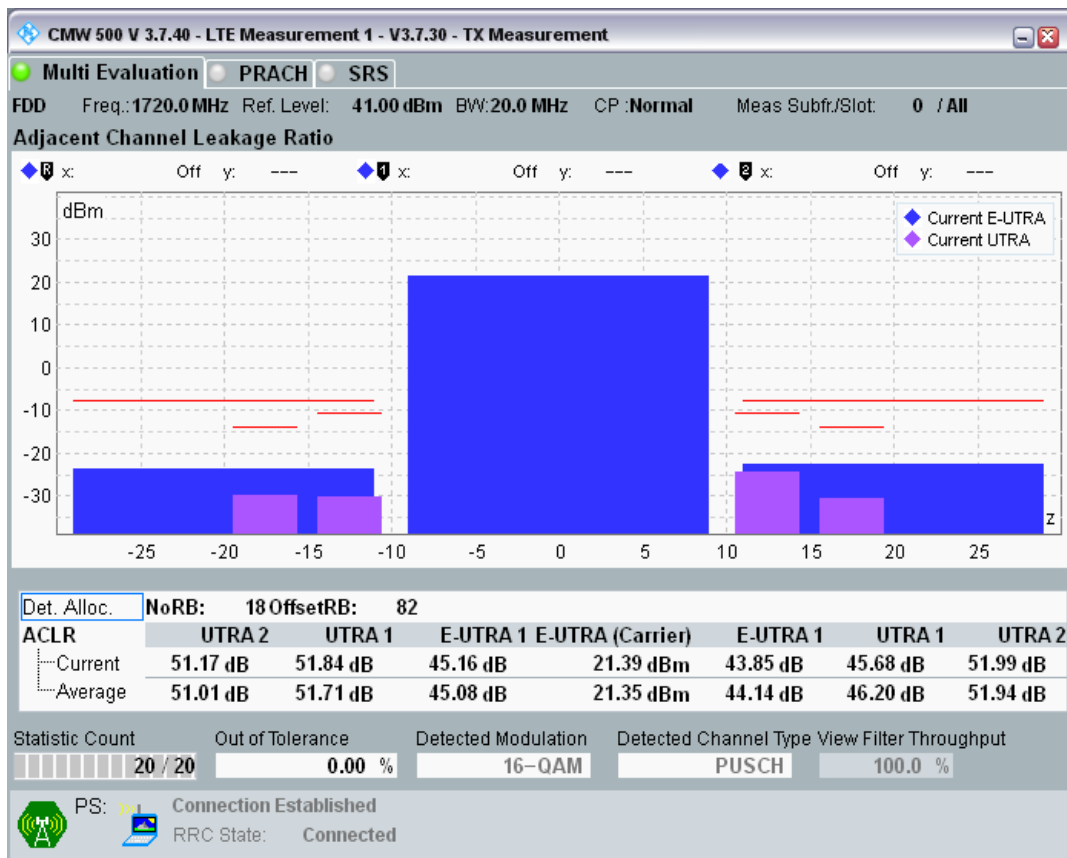 CMW 500 V 3.7.40 - LTE Measurement 1 - V3.7.30 - TX Measurement
Multi Evaluation PRACH SRS
FDD Freq.: 1720.0 MHz Ref. Level: 41.00 dBm BW: 20.0 MHz CP :Normal Meas Subfr./Slot: 0 / All
Adjacent Channel Leakage Ratio
R x: Off y: --- 1 x: Off y: --- 2 x: Off y: ---
dBm
Current E-UTRA
Current UTRA
30
20
10
0
-10
-20
-30
z
-25 -20 -15 -10 -5 0 5 10 15 20 25
Det. Alloc. NoRB: 18 OffsetRB: 82
ACLR UTRA 2 UTRA 1 E-UTRA 1 E-UTRA (Carrier) E-UTRA 1 UTRA 1 UTRA 2
Current 51.17 dB 51.84 dB 45.16 dB 21.39 dBm 43.85 dB 45.68 dB 51.99 dB
Average 51.01 dB 51.71 dB 45.08 dB 21.35 dBm 44.14 dB 46.20 dB 51.94 dB
Statistic Count Out of Tolerance Detected Modulation Detected Channel Type View Filter Throughput
20 / 20 0.00 % 16-QAM PUSCH 100.0 %
PS: Connection Established
RRC State: Connected